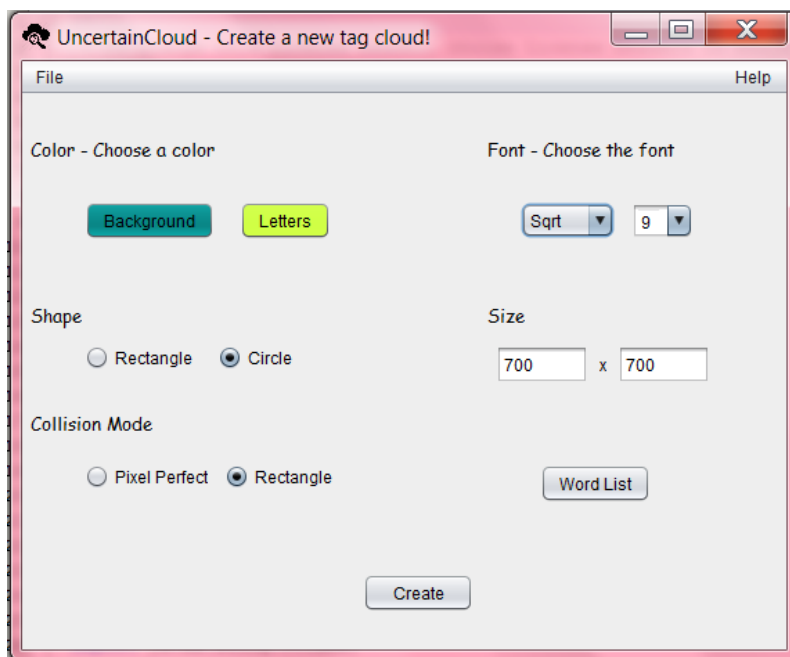 UncertainCloud - Create a new tag cloud!
File Help
Color - Choose a color Font - Choose the font
Background Letters Sqrt 9
Shape Size
Rectangle Circle 700 x 700
Collision Mode
Pixel Perfect Rectangle Word List
Create